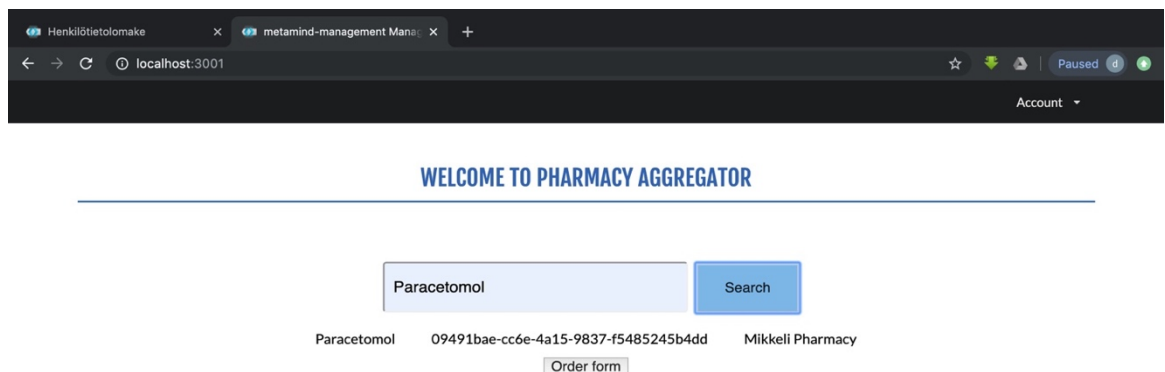 Henkilötietolomake
metamind-management Manag
localhost:3001
Paused d
Account
WELCOME TO PHARMACY AGGREGATOR
Paracetomol Search
Paracetomol 09491bae-cc6e-4a15-9837-f5485245b4dd Mikkeli Pharmacy
Order form